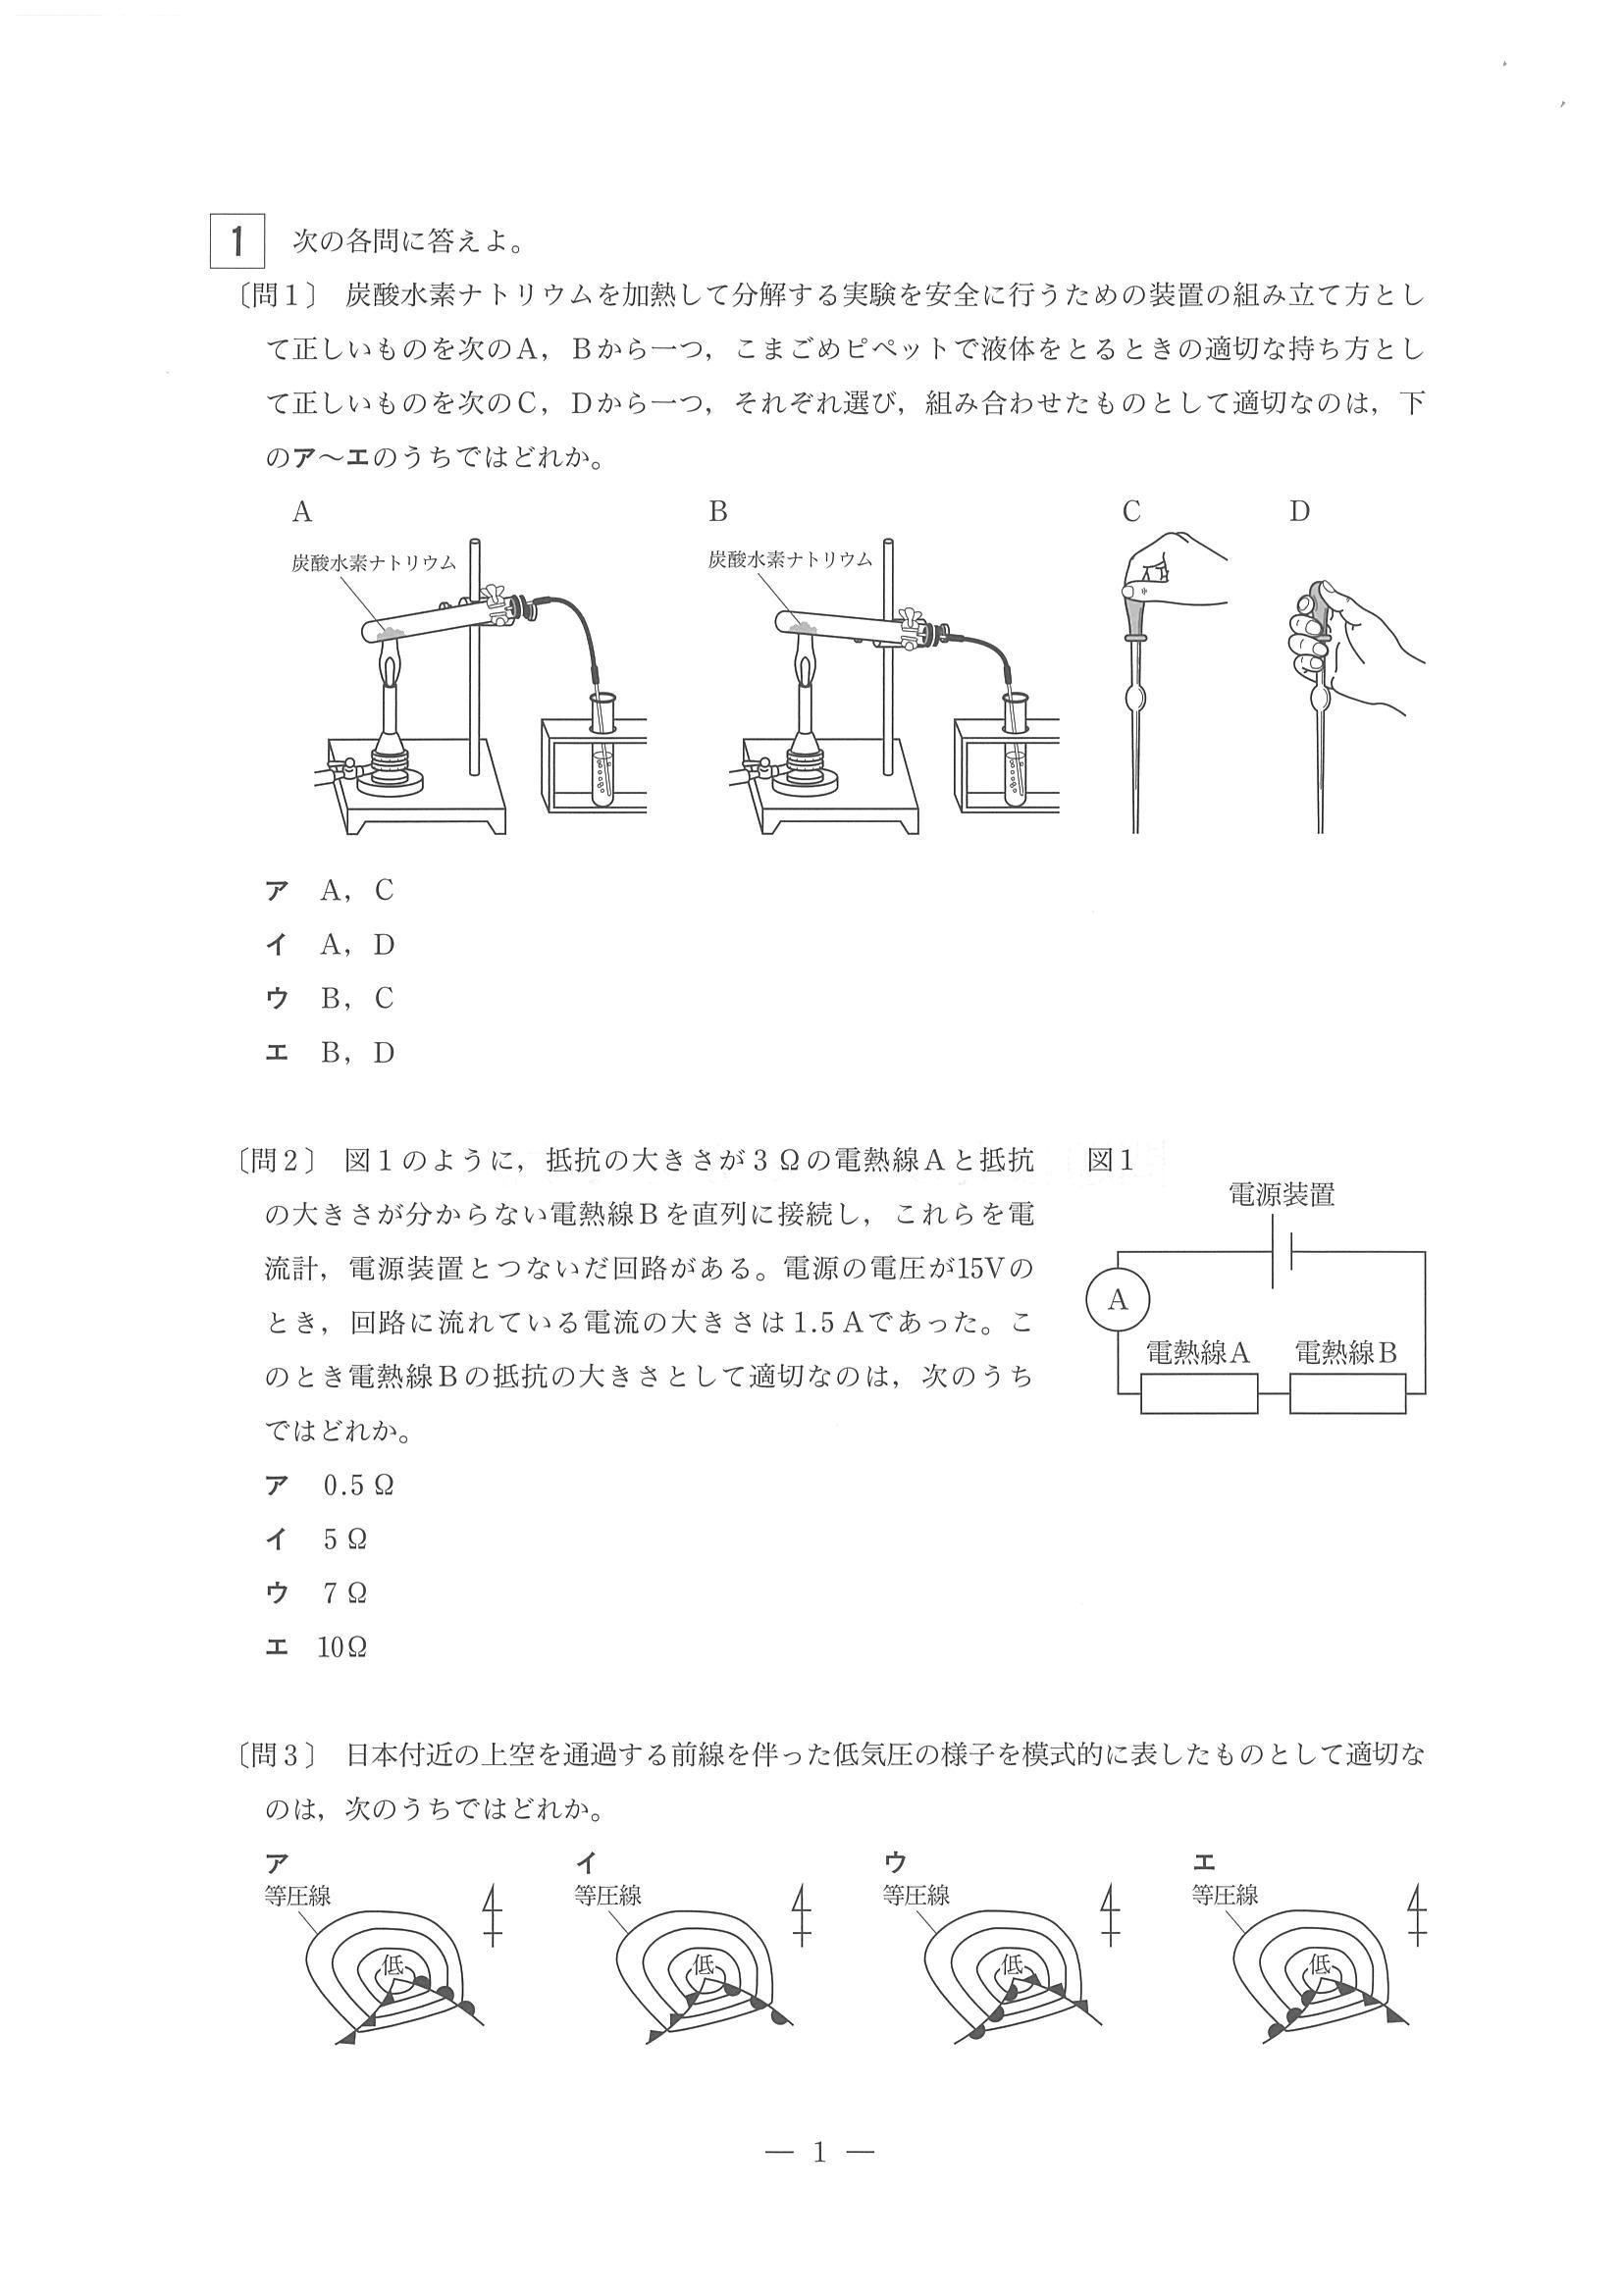 1 次の各問に答えよ。
〔問1〕 炭酸水素ナトリウムを加熱して分解する実験を安全に行うための装置の組み立て方とし
て正しいものを次のA，Bから一つ，こまごめピペットで液体をとるときの適切な持ち方とし
て正しいものを次のC，Dから一つ，それぞれ選び，組み合わせたものとして適切なのは，下
のア～エのうちではどれか。
A B C D
炭酸水素ナトリウム 炭酸水素ナトリウム
ア A，C
イ A，D
ウ B，C
エ B，D
〔問2〕 図1のように，抵抗の大きさが3Ωの電熱線Aと抵抗
の大きさが分からない電熱線Bを直列に接続し，これらを電
流計，電源装置とつないだ回路がある。電源の電圧が15Vの
とき，回路に流れている電流の大きさは1.5Aであった。こ
のとき電熱線Bの抵抗の大きさとして適切なのは，次のうち
ではどれか。
図1
電源装置
A
電熱線A 電熱線B
ア 0.5Ω
イ 5Ω
ウ 7Ω
エ 10Ω
〔問3〕 日本付近の上空を通過する前線を伴った低気圧の様子を模式的に表したものとして適切な
のは，次のうちではどれか。
ア イ ウ エ
等圧線 等圧線 等圧線 等圧線
低 低 低 低
— 1 —